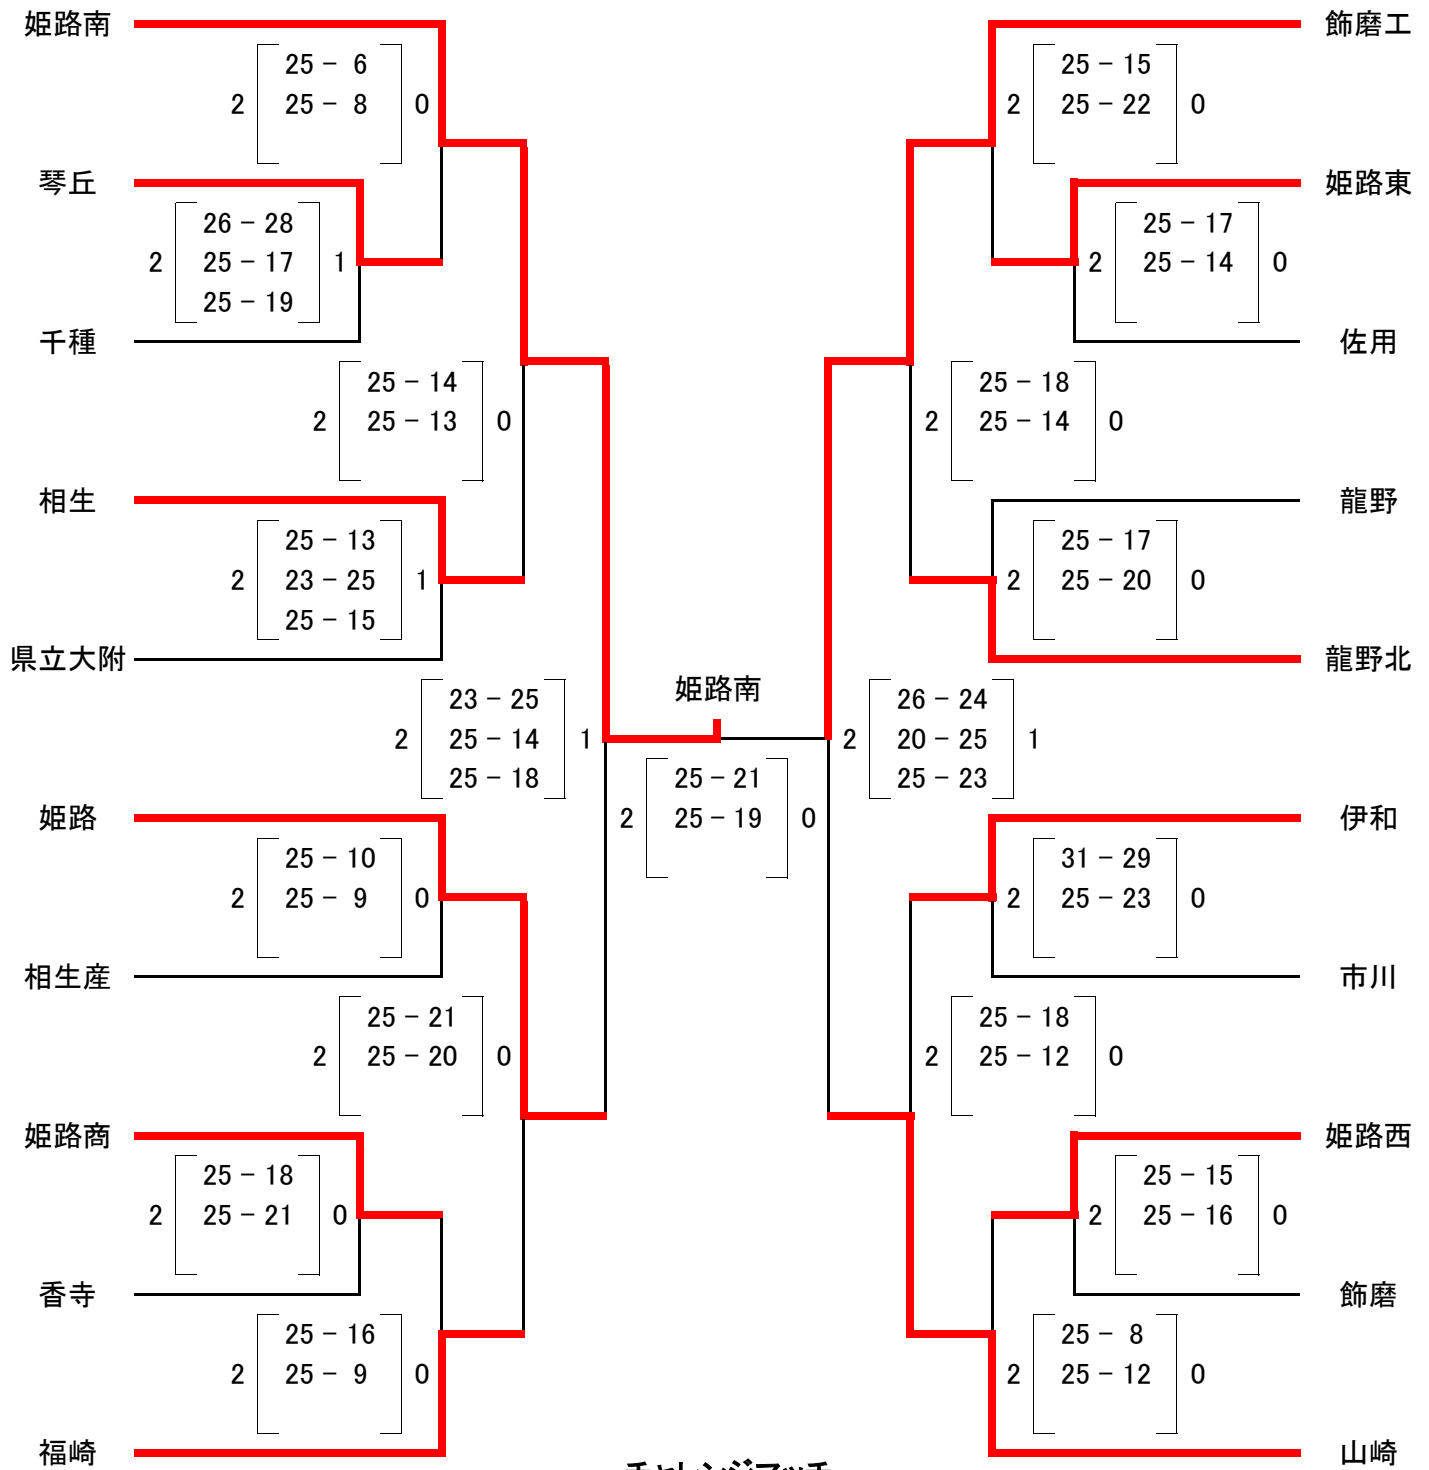 姫路南
飾磨工
25 − 6
2 25 − 8 0
25 − 15
2 25 − 22 0
琴丘
姫路東
26 − 28
2 25 − 17 1
25 − 19
25 − 17
2 25 − 14 0
千種
佐用
25 − 14
2 25 − 13 0
25 − 18
2 25 − 14 0
相生
龍野
25 − 13
2 23 − 25 1
25 − 15
25 − 17
2 25 − 20 0
県立大附
龍野北
23 − 25
2 25 − 14 1
25 − 18
姫路南
26 − 24
2 20 − 25 1
25 − 23
25 − 21
2 25 − 19 0
姫路
伊和
25 − 10
2 25 − 9 0
31 − 29
2 25 − 23 0
相生産
市川
25 − 21
2 25 − 20 0
25 − 18
2 25 − 12 0
姫路商
姫路西
25 − 18
2 25 − 21 0
25 − 15
2 25 − 16 0
香寺
飾磨
25 − 16
2 25 − 9 0
25 − 8
2 25 − 12 0
福崎
山崎
チャレンジマッチ